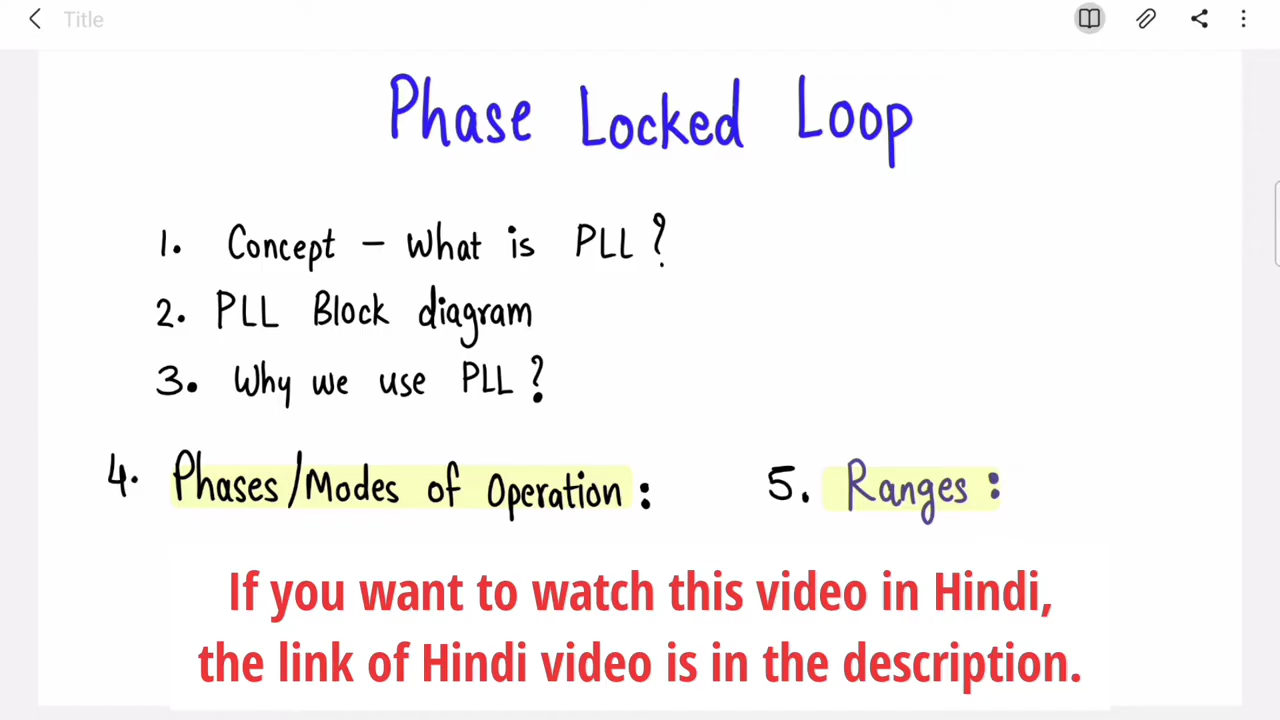 Title
Phase Locked Loop
1. Concept – What is PLL?
2. PLL Block diagram
3. Why we use PLL?
4. Phases/Modes of Operation:
5. Ranges:
If you want to watch this video in Hindi,
the link of Hindi video is in the description.